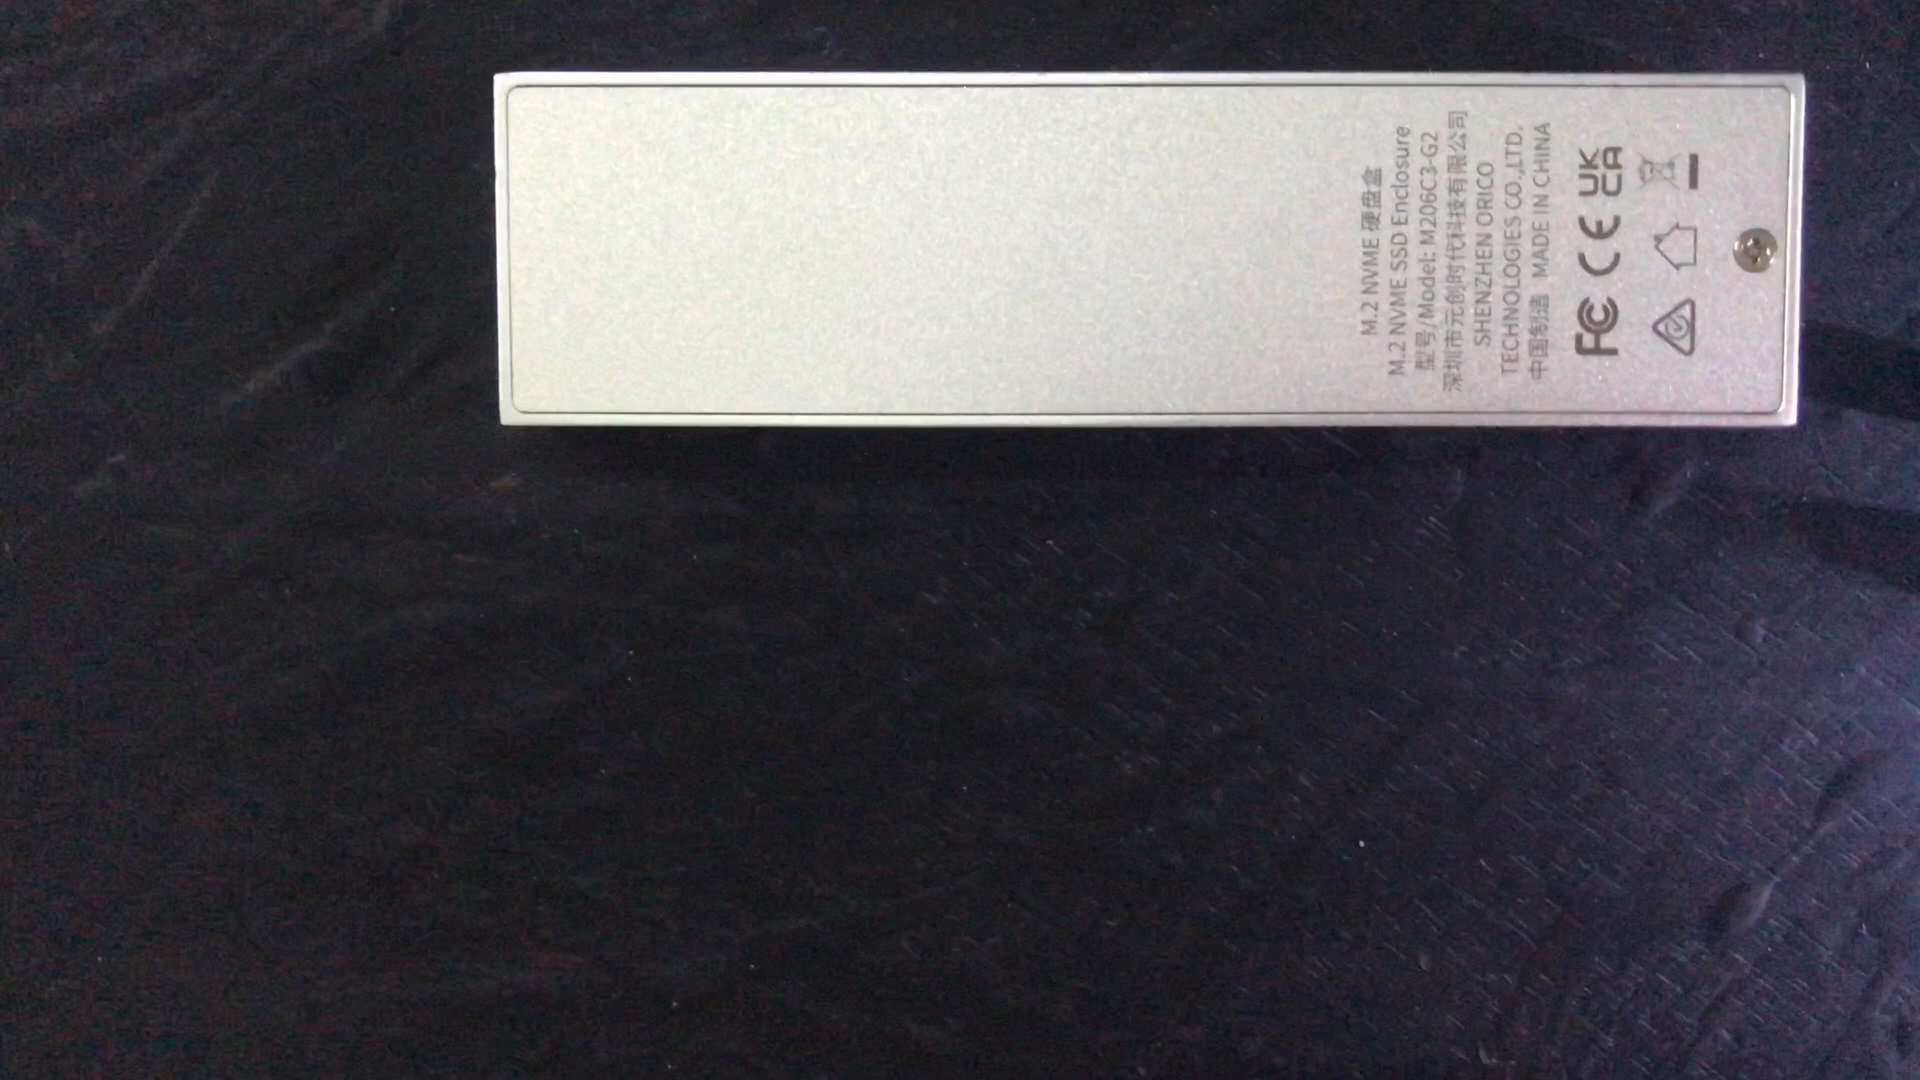 M.2 NVME 硬盘盒
M.2 NVME SSD Enclosure
型号/Model: M206C3-G2
深圳市元创时代科技有限公司
SHENZHEN ORICO
TECHNOLOGIES CO.,LTD.
中国制造 MADE IN CHINA
FC CE UK CA